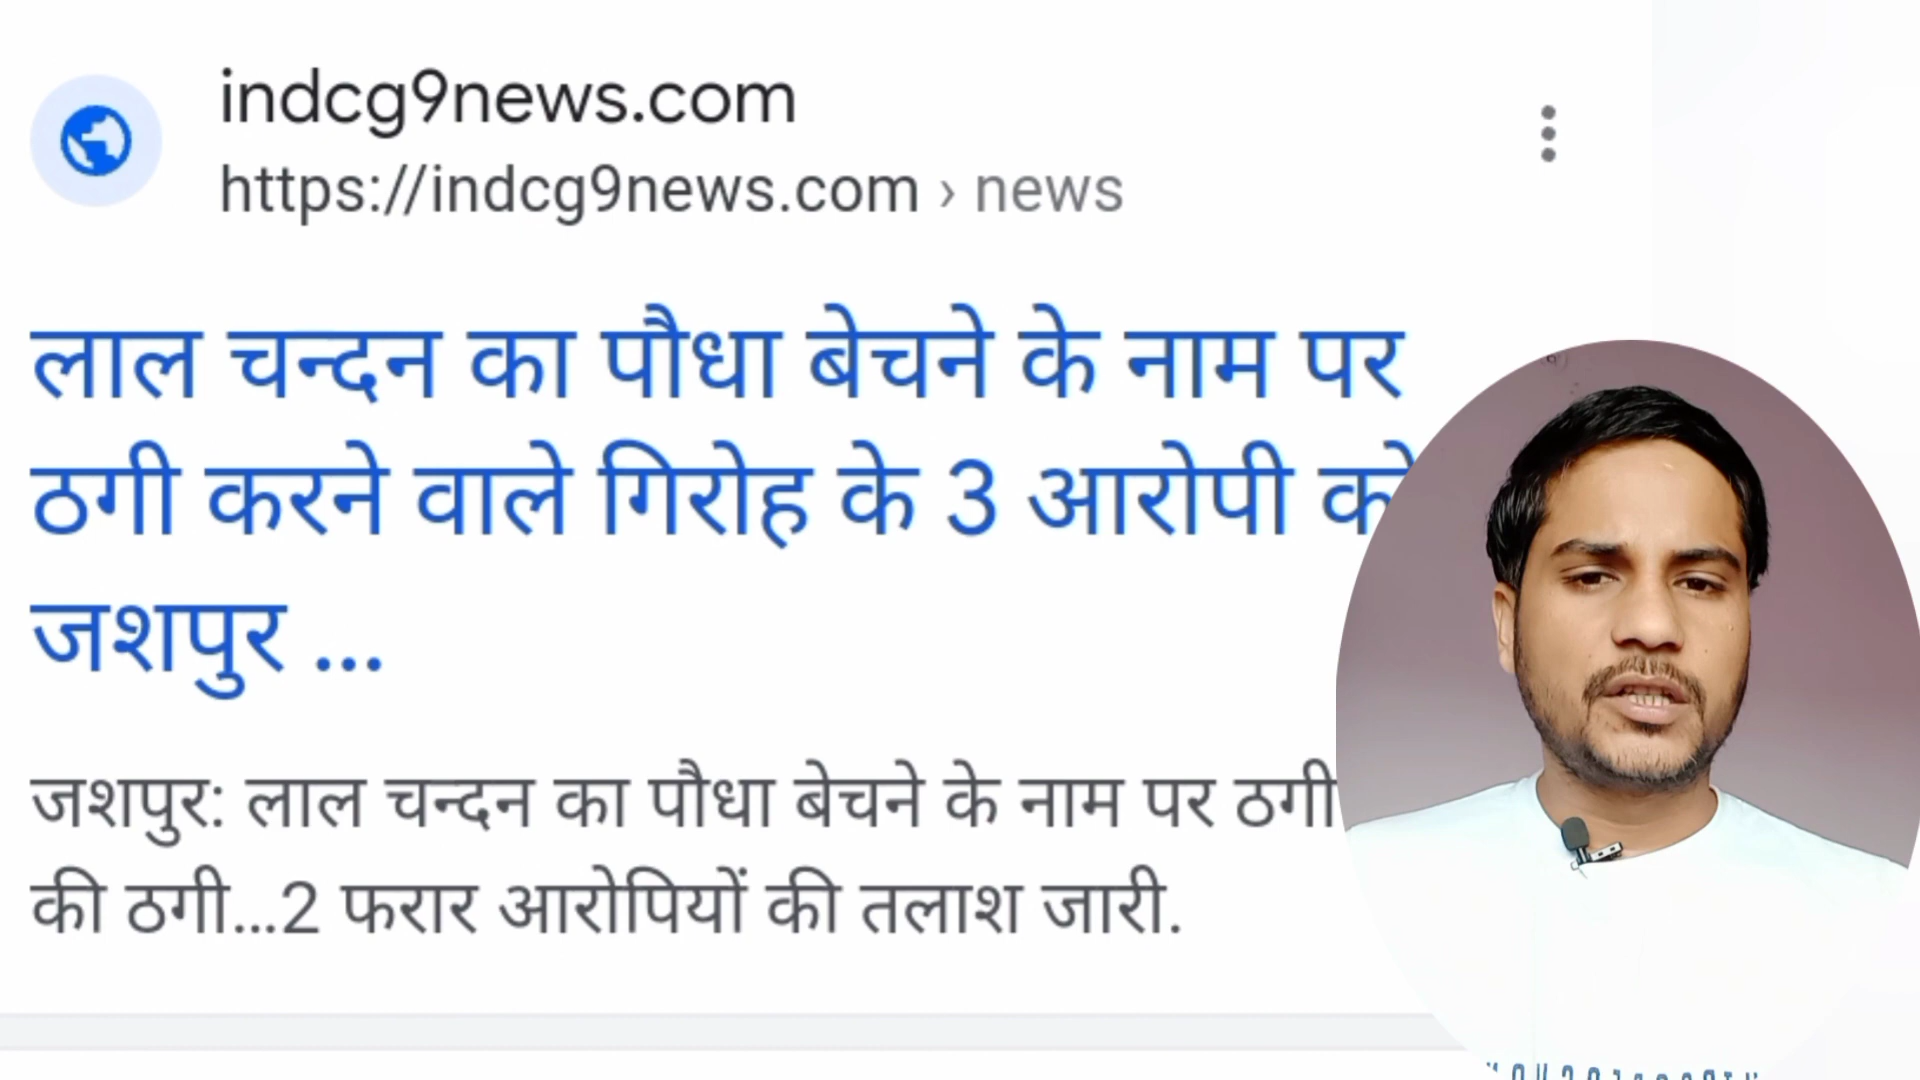 indcg9news.com
https://indcg9news.com › news
लाल चन्दन का पौधा बेचने के नाम पर
ठगी करने वाले गिरोह के 3 आरोपी को
जशपुर ...
जशपुर: लाल चन्दन का पौधा बेचने के नाम पर ठगी
की ठगी...2 फरार आरोपियों की तलाश जारी.